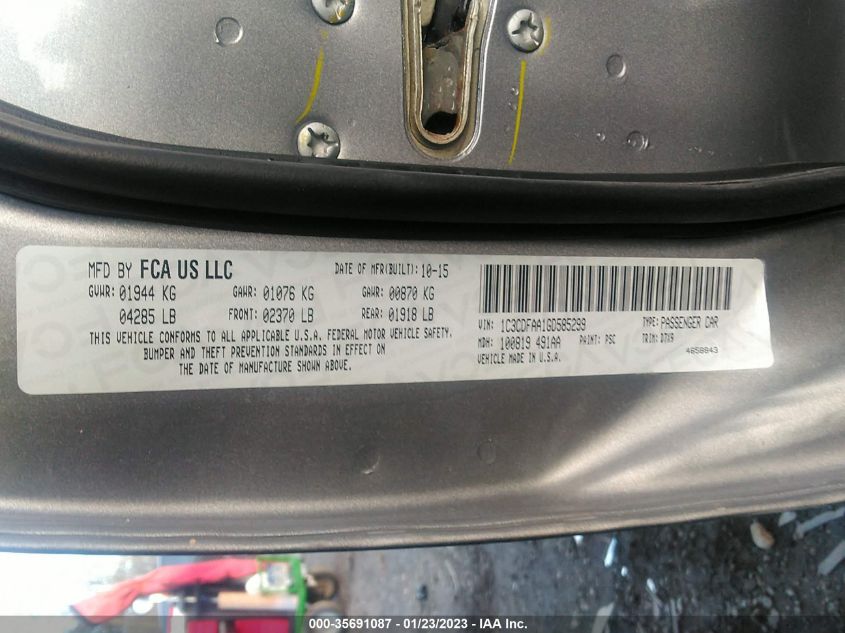 MFD BY FCA US LLC DATE OF MFR(BUILT): 10-15
GVWR: 01944 KG GAWR: 01076 KG GAWR: 00870 KG
04285 LB FRONT: 02370 LB REAR: 01918 LB
THIS VEHICLE CONFORMS TO ALL APPLICABLE U.S.A. FEDERAL MOTOR VEHICLE SAFETY,
BUMPER AND THEFT PREVENTION STANDARDS IN EFFECT ON
THE DATE OF MANUFACTURE SHOWN ABOVE.
VIN: 1C3CDFAA1GD585299 TYPE: PASSENGER CAR
MDH: 100819 491AA PAINT: PSC TRIM: DTX9
VEHICLE MADE IN U.S.A. 4658843
000-35691087 - 01/23/2023 - IAA Inc.